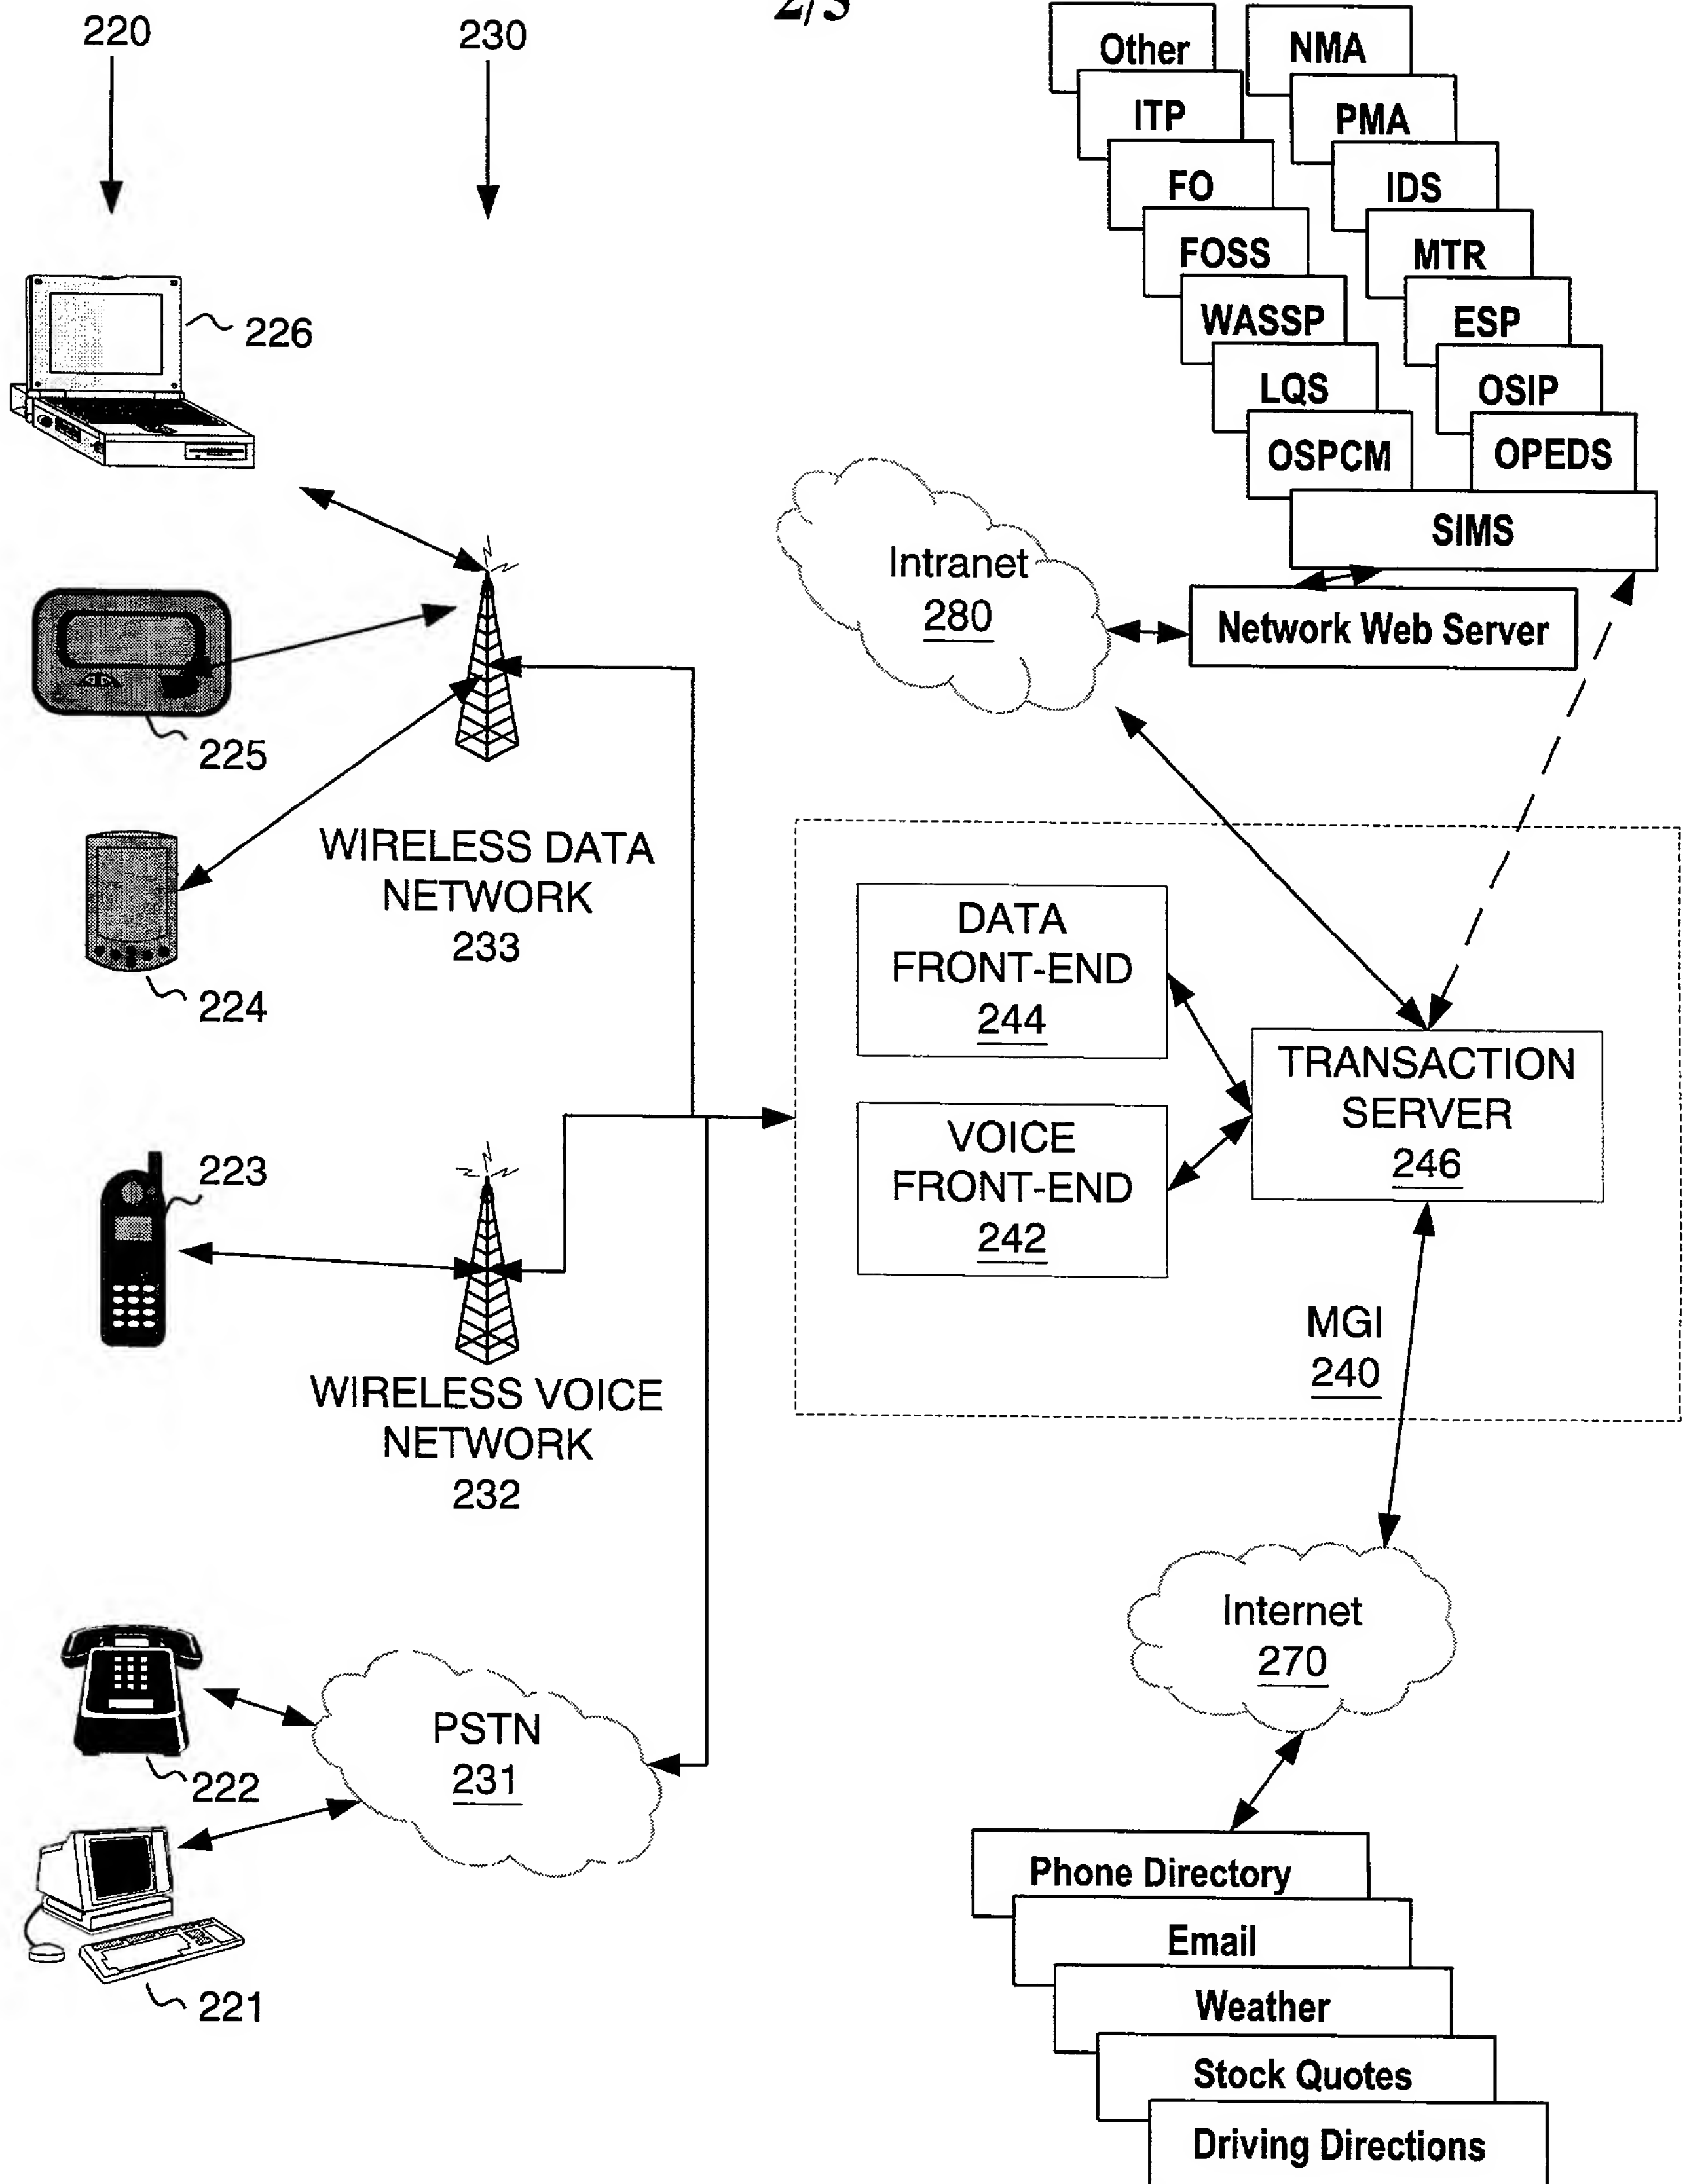 2/5
220
230
Other
NMA
ITP
PMA
FO
IDS
FOSS
MTR
WASSP
ESP
LQS
OSIP
OSPCM
OPEDS
SIMS
Network Web Server
Intranet
280
226
225
224
WIRELESS DATA
NETWORK
233
DATA
FRONT-END
244
VOICE
FRONT-END
242
TRANSACTION
SERVER
246
MGI
240
223
WIRELESS VOICE
NETWORK
232
222
PSTN
231
221
Internet
270
Phone Directory
Email
Weather
Stock Quotes
Driving Directions